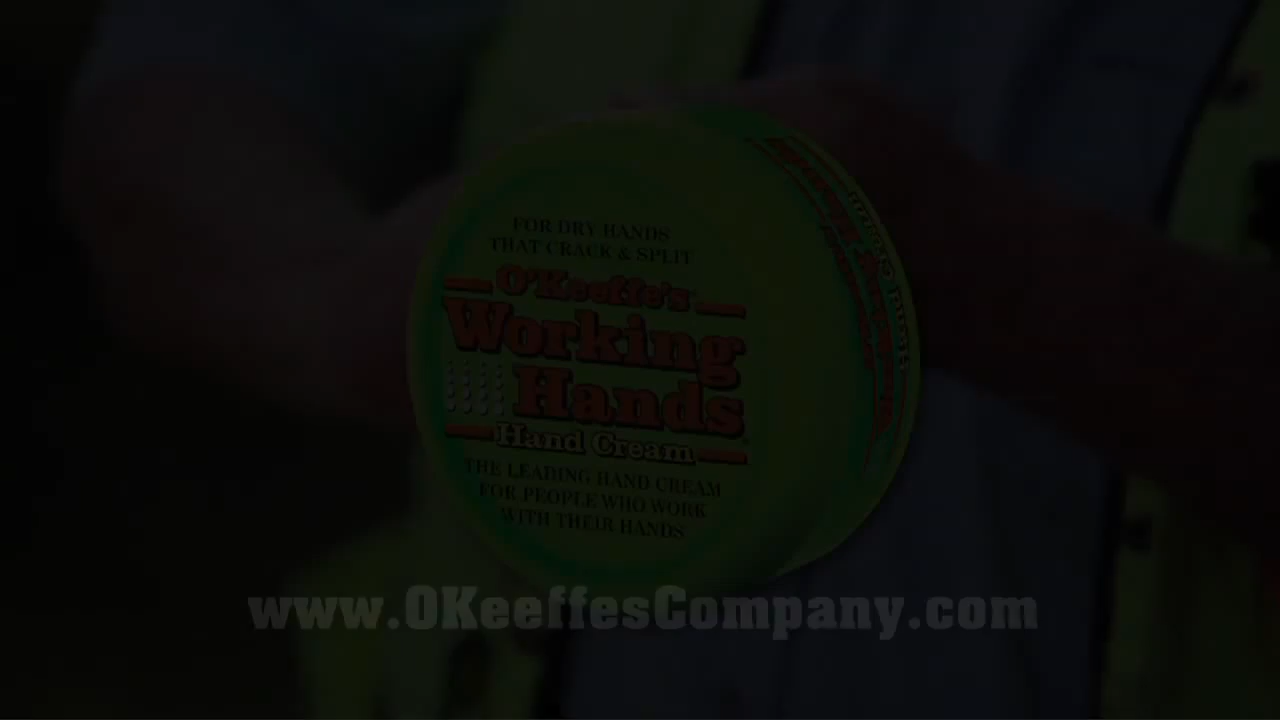 FOR DRY HANDS
THAT CRACK & SPLIT
O'Keeffe's
Working
Hands
Hand Cream
THE LEADING HAND CREAM
FOR PEOPLE WHO WORK
WITH THEIR HANDS
www.OKeeffesCompany.com